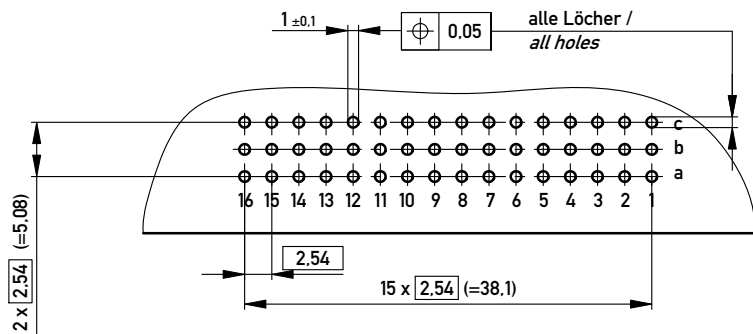 1 ±0,1
0,05
alle Löcher /
all holes
c
b
a
16 15 14 13 12 11 10 9 8 7 6 5 4 3 2 1
2,54
15 x 2,54 (=38,1)
2 x 2,54 (=5,08)